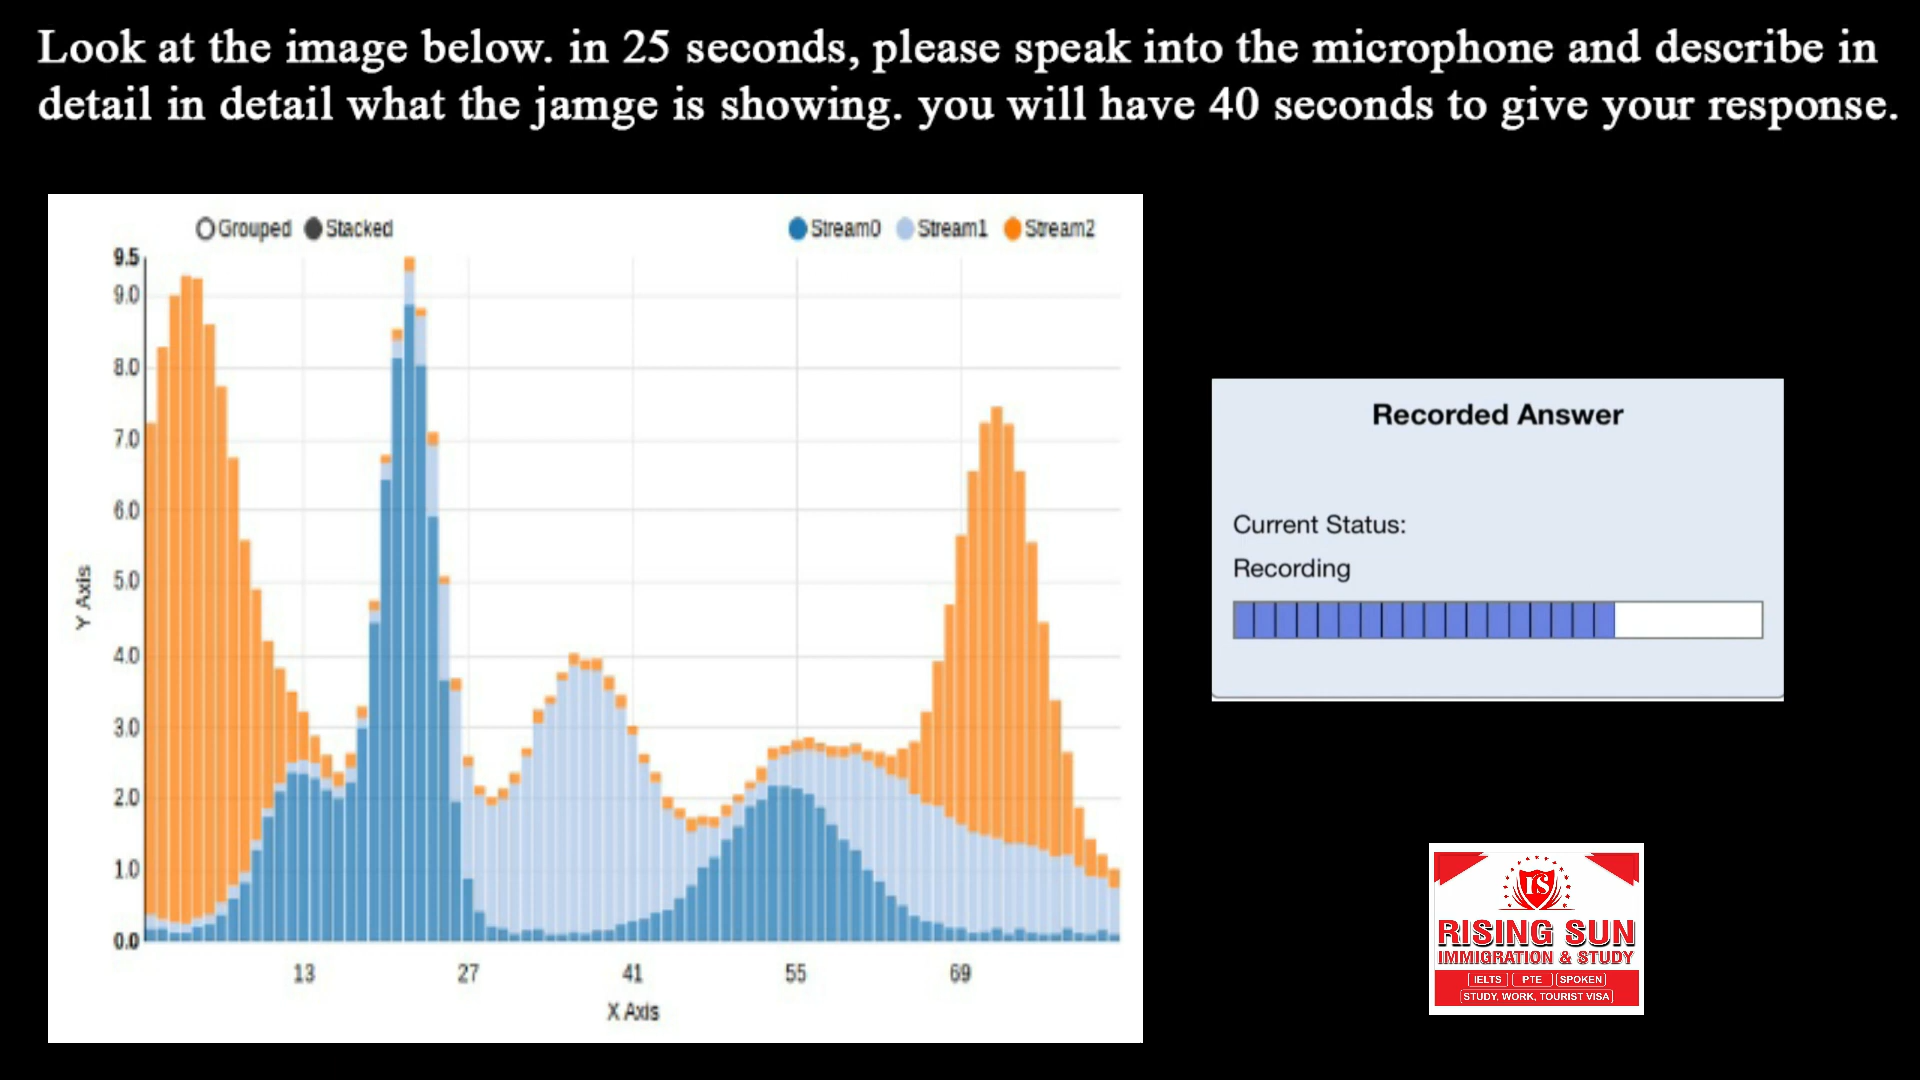 Look at the image below. in 25 seconds, please speak into the microphone and describe in
detail in detail what the jamge is showing. you will have 40 seconds to give your response.
Grouped Stacked Stream0 Stream1 Stream2
9.5
9.0
8.0
7.0
6.0
5.0
4.0
3.0
2.0
1.0
0.0
Y Axis
13 27 41 55 69
X Axis
Recorded Answer
Current Status:
Recording
RS
RISING SUN
IMMIGRATION & STUDY
IELTS PTE SPOKEN
STUDY, WORK, TOURIST VISA